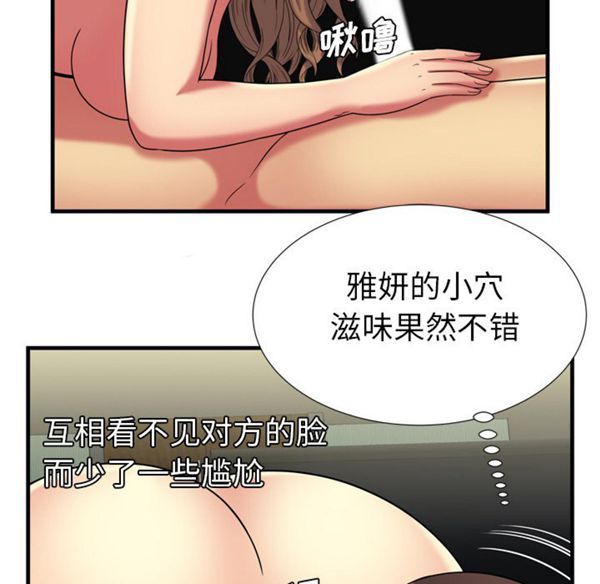 啾噜
雅妍的小穴
滋味果然不错
互相看不见对方的脸
而少了一些尴尬